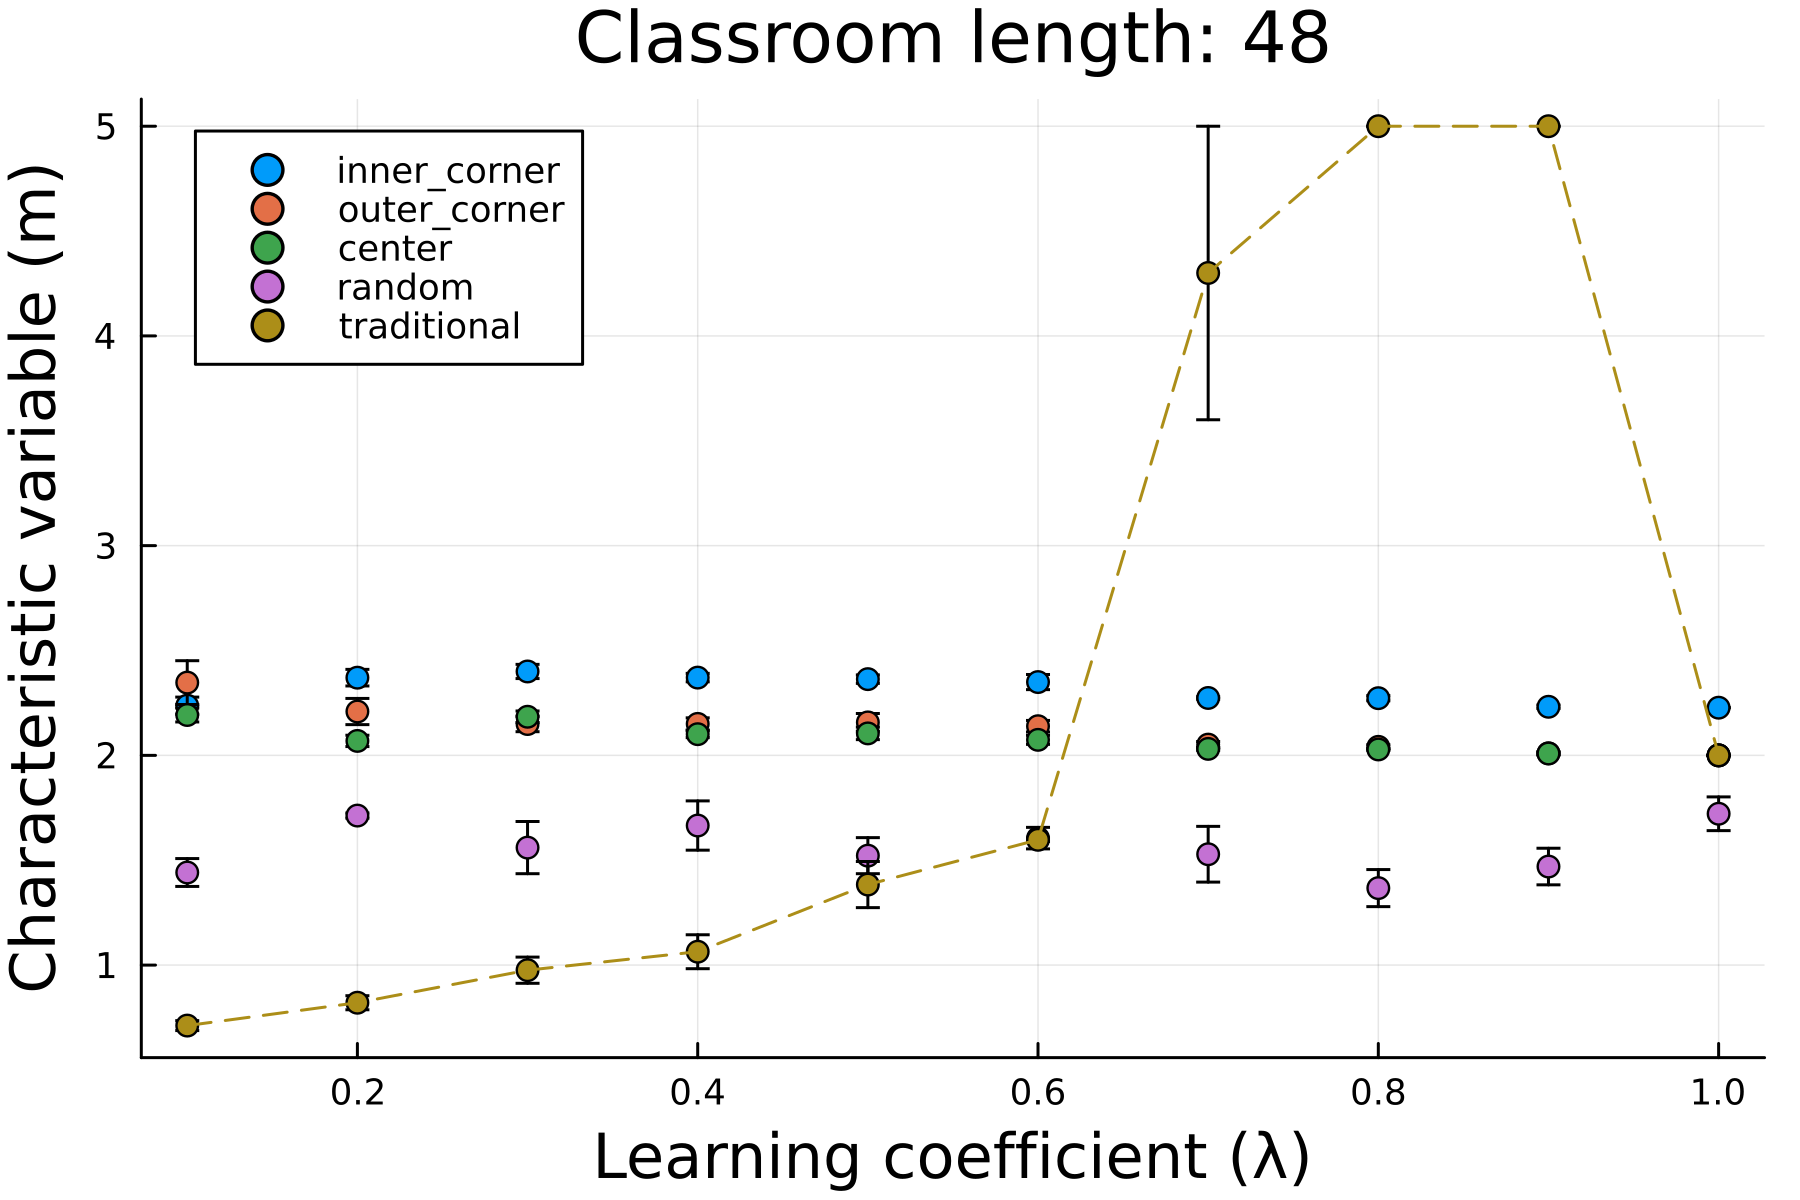 Classroom length: 48
Characteristic variable (m)
5
4
3
2
1
inner_corner
outer_corner
center
random
traditional
0.2 0.4 0.6 0.8 1.0
Learning coefficient (λ)